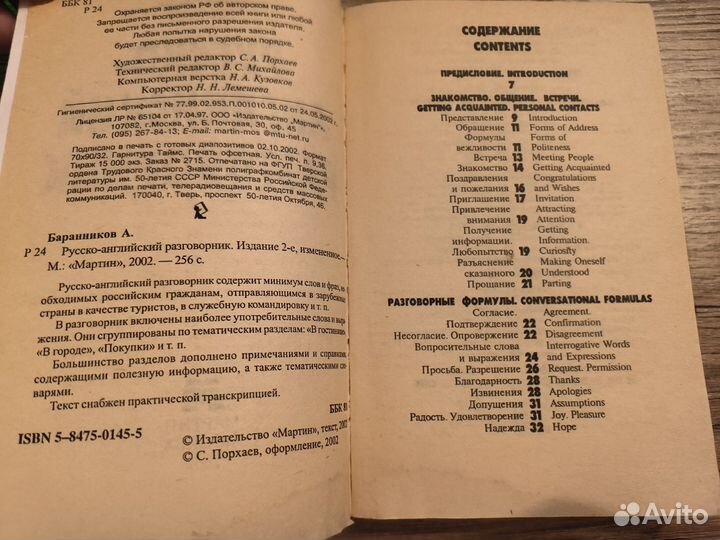 ББК 81
Р 24
Охраняется законом РФ об авторском праве.
Запрещается воспроизведение всей книги или любой
ее части без письменного разрешения издателя.
Любая попытка нарушения закона
будет преследоваться в судебном порядке.
Художественный редактор С. А. Порхаев
Технический редактор В. С. Михайлова
Компьютерная верстка Н. А. Кузовков
Корректор Н. Н. Лемешева
Гигиенический сертификат № 77.99.02.953.П.001010.05.02 от 24.05.2002 г.
Лицензия ЛР № 65104 от 17.04.97. ООО «Издательство „Мартин“»
107082, г.Москва, ул. Б. Почтовая, 30, оф. 45
Тел.: (095) 267-84-13; E-mail: martin-mos@mtu-net.ru
Подписано в печать с готовых диапозитивов 02.10.2002. Формат
70х90/32. Гарнитура Таймс. Печать офсетная. Усл. печ. л. 9,36.
Тираж 15 000 экз. Заказ № 2715. Отпечатано на ФГУП Тверской
ордена Трудового Красного Знамени полиграфкомбинат детской
литературы им. 50-летия СССР Министерства Российской Феде-
рации по делам печати, телерадиовещания и средств массовых
коммуникаций. 170040, г. Тверь, проспект 50-летия Октября, 46.
Баранников А.
Р 24 Русско-английский разговорник. Издание 2-е, измененное.—
М.: «Мартин», 2002. — 256 с.
Русско-английский разговорник содержит минимум слов и фраз,
обходимых российским гражданам, отправляющимся в зарубежные
страны в качестве туристов, в служебную командировку и т. п.
В разговорник включены наиболее употребительные слова и выра-
жения. Они сгруппированы по тематическим разделам: «В гостинице»,
«В городе», «Покупки» и т. п.
Большинство разделов дополнено примечаниями и справками,
содержащими полезную информацию, а также тематическими сло-
варями.
Текст снабжен практической транскрипцией.
ББК 81
ISBN 5–8475-0145-5
© Издательство «Мартин», текст, 2002
© С. Порхаев, оформление, 2002
СОДЕРЖАНИЕ
CONTENTS
ПРЕДИСЛОВИЕ. INTRODUCTION
7
ЗНАКОМСТВО. ОБЩЕНИЕ. ВСТРЕЧИ.
GETTING ACQUAINTED. PERSONAL CONTACTS
Представление 9 Introduction
Обращение 11 Forms of Address
Формулы Forms of
вежливости 11 Politeness
Встреча 13 Meeting People
Знакомство 14 Getting Acquainted
Поздравления Congratulations
и пожелания 16 and Wishes
Приглашение 17 Invitation
Привлечение Attracting
внимания 19 Attention
Получение Getting
информации. Information.
Любопытство 19 Curiosity
Разъяснение Making Oneself
сказанного 20 Understood
Прощание 21 Parting
РАЗГОВОРНЫЕ ФОРМУЛЫ. CONVERSATIONAL FORMULAS
Согласие. Agreement.
Подтверждение 22 Confirmation
Несогласие. Опровержение 22 Disagreement
Вопросительные слова Interrogative Words
и выражения 24 and Expressions
Просьба. Разрешение 26 Request. Permission
Благодарность 28 Thanks
Извинения 28 Apologies
Допущения 31 Assumptions
Радость. Удовлетворение 31 Joy. Pleasure
Надежда 32 Hope
Avito